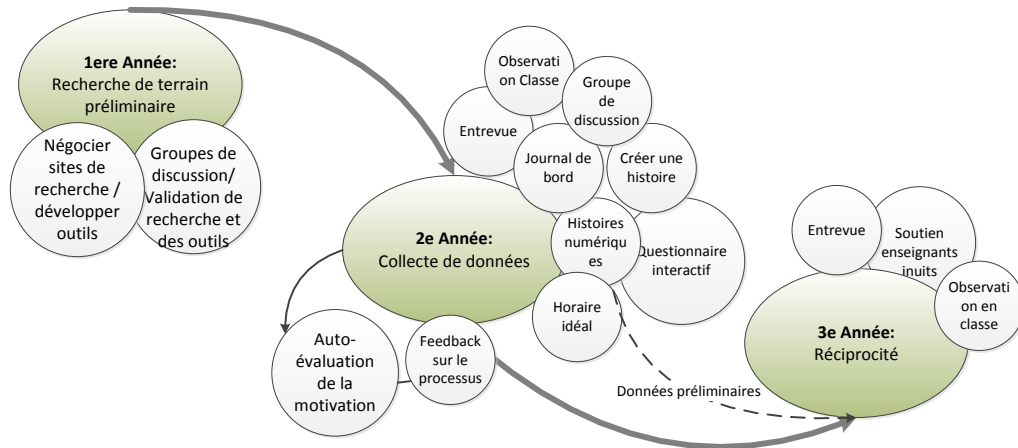 1ere Année:
Recherche de terrain
préliminaire
Négocier
sites de
recherche /
développer
outils
Groupes de
discussion/
Validation de
recherche et
des outils
Observati
on Classe
Groupe
de
discussion
Entrevue
Journal de
bord
Créer une
histoire
2e Année:
Collecte de données
Histoires
numériqu
es
Questionnaire
interactif
Horaire
idéal
Auto-
évaluation
de la
motivation
Feedback
sur le
processus
Données préliminaires
Entrevue
Soutien
enseignants
inuits
Observati
on en
classe
3e Année:
Réciprocité